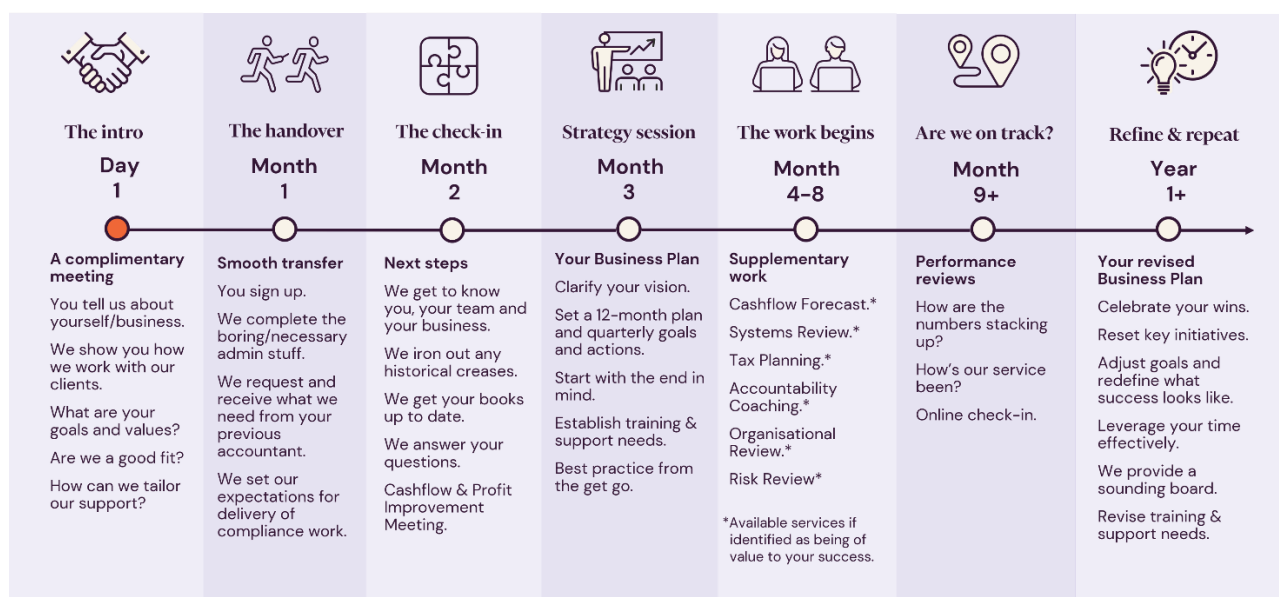 The intro
Day
1
A complimentary
meeting
You tell us about
yourself/business.
We show you how
we work with our
clients.
What are your
goals and values?
Are we a good fit?
How can we tailor
our support?
The handover
Month
1
Smooth transfer
You sign up.
We complete the
boring/necessary
admin stuff.
We request and
receive what we
need from your
previous
accountant.
We set our
expectations for
delivery of
compliance work.
The check-in
Month
2
Next steps
We get to know
you, your team and
your business.
We iron out any
historical creases.
We get your books
up to date.
We answer your
questions.
Cashflow & Profit
Improvement
Meeting.
Strategy session
Month
3
Your Business Plan
Clarify your vision.
Set a 12-month plan
and quarterly goals
and actions.
Start with the end in
mind.
Establish training &
support needs.
Best practice from
the get go.
The work begins
Month
4-8
Supplementary
work
Cashflow Forecast.*
Systems Review.*
Tax Planning.*
Accountability
Coaching.*
Organisational
Review.*
Risk Review*
*Available services if
identified as being of
value to your success.
Are we on track?
Month
9+
Performance
reviews
How are the
numbers stacking
up?
How's our service
been?
Online check-in.
Refine & repeat
Year
1+
Your revised
Business Plan
Celebrate your wins.
Reset key initiatives.
Adjust goals and
redefine what
success looks like.
Leverage your time
effectively.
We provide a
sounding board.
Revise training &
support needs.